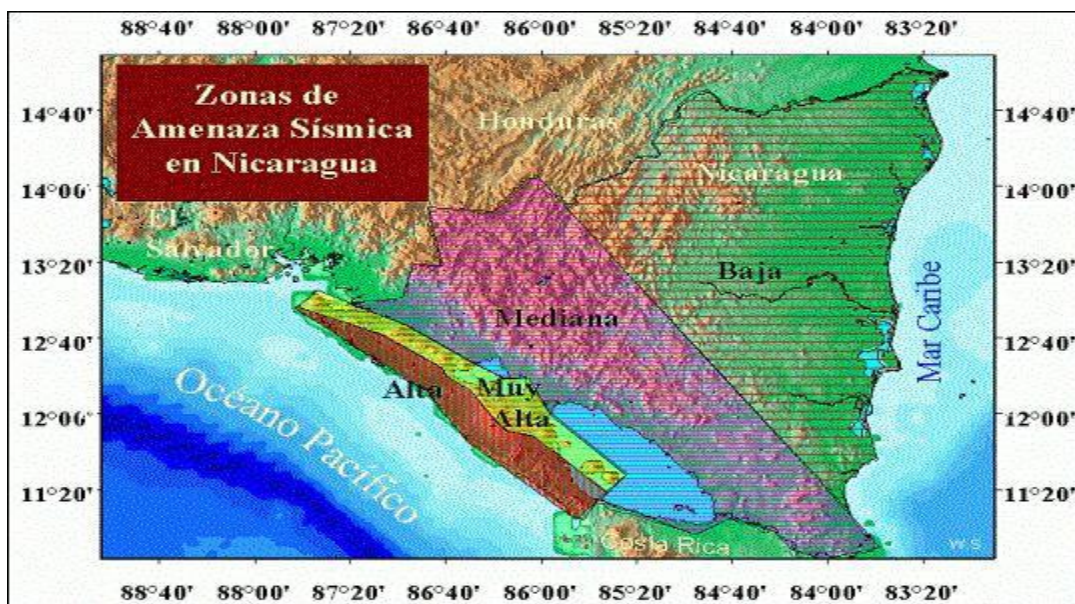 88°40' 88°00' 87°20' 86°40' 86°00' 85°20' 84°40' 84°00' 83°20'
Zonas de
Amenaza Sísmica
en Nicaragua
14°40' 14°40'
Honduras
Nicaragua
14°06' 14°00'
El
Salvador
13°20' 13°20'
Baja
Mediana
Mar Caribe
12°40' 12°40'
Alta
Muy
Alta
12°06' 12°00'
Océano Pacífico
11°20' 11°20'
Costa Rica
W S
88°40' 88°00' 87°20' 86°40' 86°00' 85°20' 84°40' 84°00' 83°20'